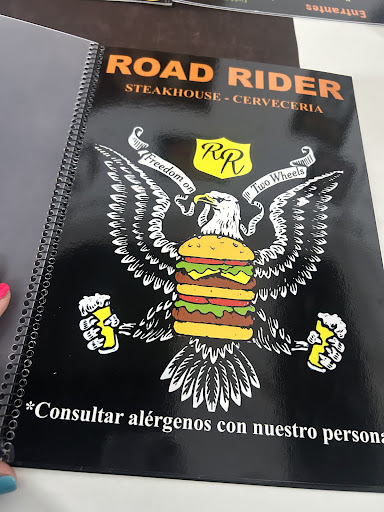 Entrantes
ROAD RIDER
STEAKHOUSE - CERVECERIA
RR
Freedom on
Two Wheels
*Consultar alérgenos con nuestro persona